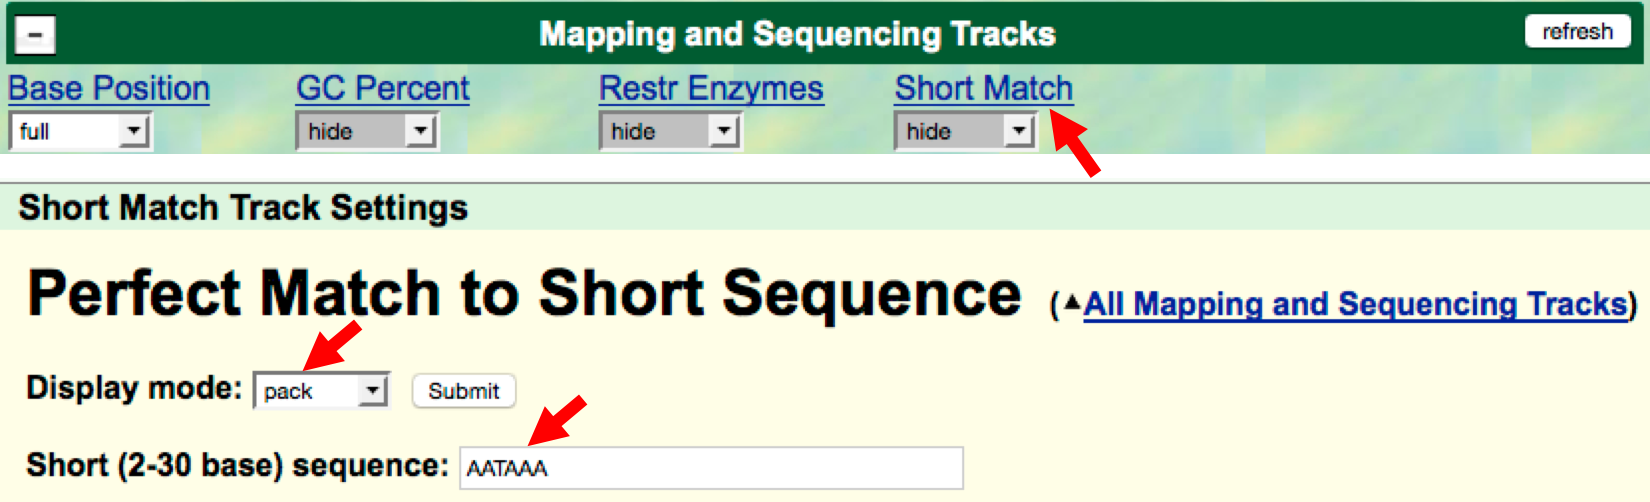 − Mapping and Sequencing Tracks refresh
Base Position GC Percent Restr Enzymes Short Match
full hide hide hide
Short Match Track Settings
Perfect Match to Short Sequence (▲All Mapping and Sequencing Tracks)
Display mode: pack Submit
Short (2-30 base) sequence: AATAAA